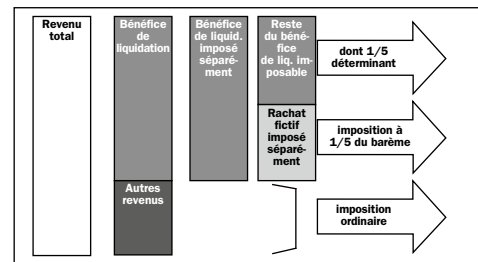 Revenu
total
Bénéfice
de
liquidation
Bénéfice
de liquid.
imposé
séparé-
ment
Reste
du béné-
fice
de liq. im-
posable
dont 1/5
déterminant
Rachat
fictif
imposé
séparé-
ment
imposition à
1/5 du barème
Autres
revenus
imposition
ordinaire